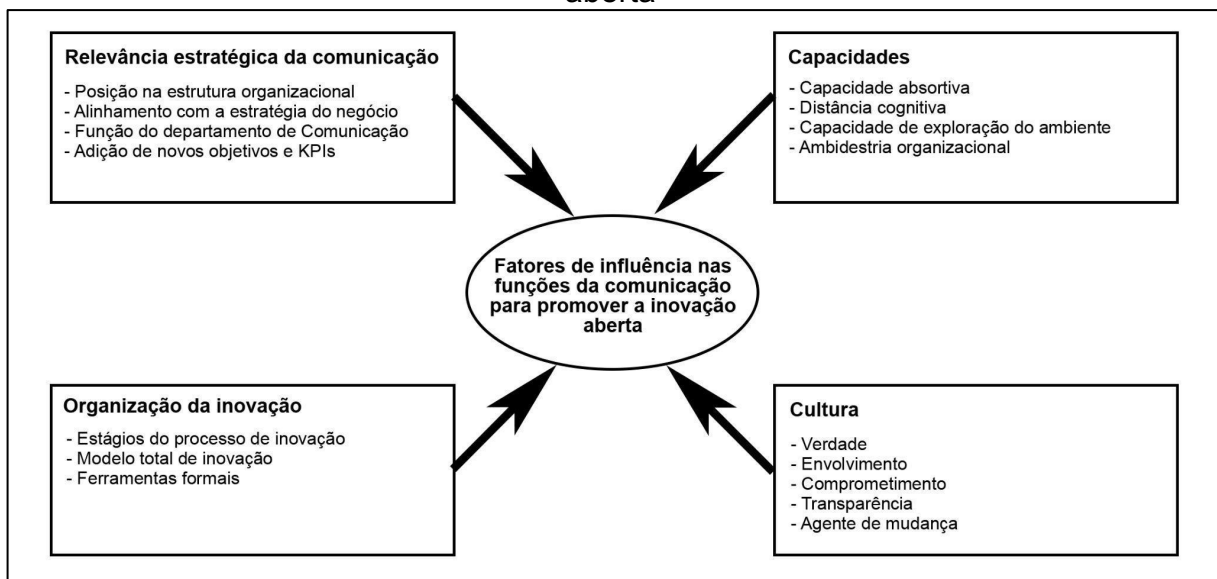 aberta
Relevância estratégica da comunicação
- Posição na estrutura organizacional
- Alinhamento com a estratégia do negócio
- Função do departamento de Comunicação
- Adição de novos objetivos e KPIs
Capacidades
- Capacidade absortiva
- Distância cognitiva
- Capacidade de exploração do ambiente
- Ambidestria organizacional
Fatores de influência nas
funções da comunicação
para promover a inovação
aberta
Organização da inovação
- Estágios do processo de inovação
- Modelo total de inovação
- Ferramentas formais
Cultura
- Verdade
- Envolvimento
- Comprometimento
- Transparência
- Agente de mudança